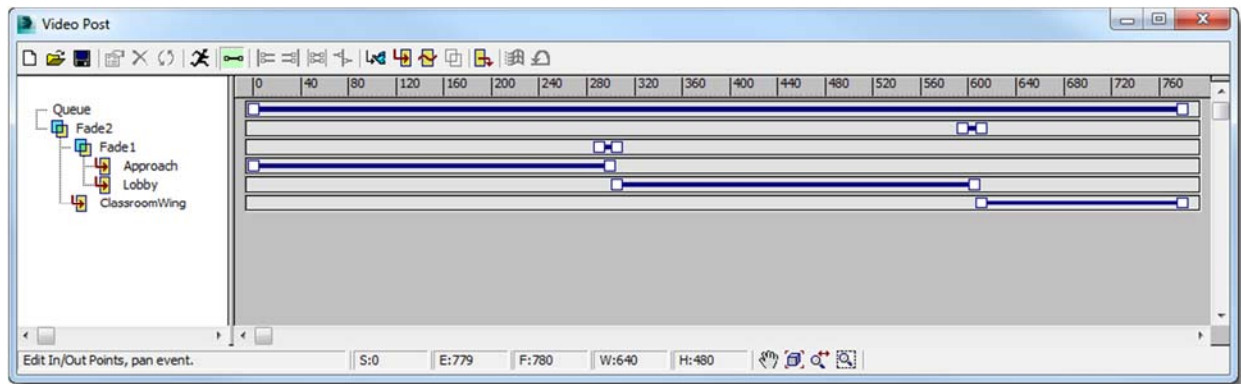 Video Post
0 40 80 120 160 200 240 280 320 360 400 440 480 520 560 600 640 680 720 760
Queue
Fade2
Fade1
Approach
Lobby
ClassroomWing
Edit In/Out Points, pan event. S:0 E:779 F:780 W:640 H:480